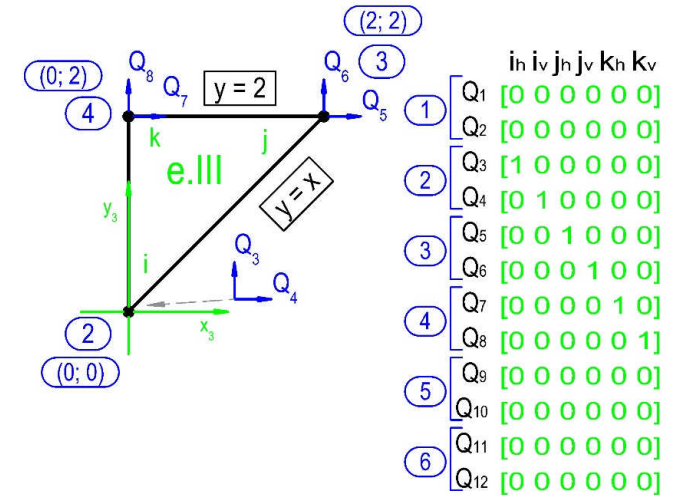 (2; 2)
(0; 2)
Q8
Q7
y = 2
Q6
3
Q5
4
k
j
e.III
y = x
y3
i
Q3
Q4
x3
2
(0; 0)
ih iv jh jv kh kv
1
Q1 [0 0 0 0 0 0]
Q2 [0 0 0 0 0 0]
2
Q3 [1 0 0 0 0 0]
Q4 [0 1 0 0 0 0]
3
Q5 [0 0 1 0 0 0]
Q6 [0 0 0 1 0 0]
4
Q7 [0 0 0 0 1 0]
Q8 [0 0 0 0 0 1]
5
Q9 [0 0 0 0 0 0]
Q10 [0 0 0 0 0 0]
6
Q11 [0 0 0 0 0 0]
Q12 [0 0 0 0 0 0]